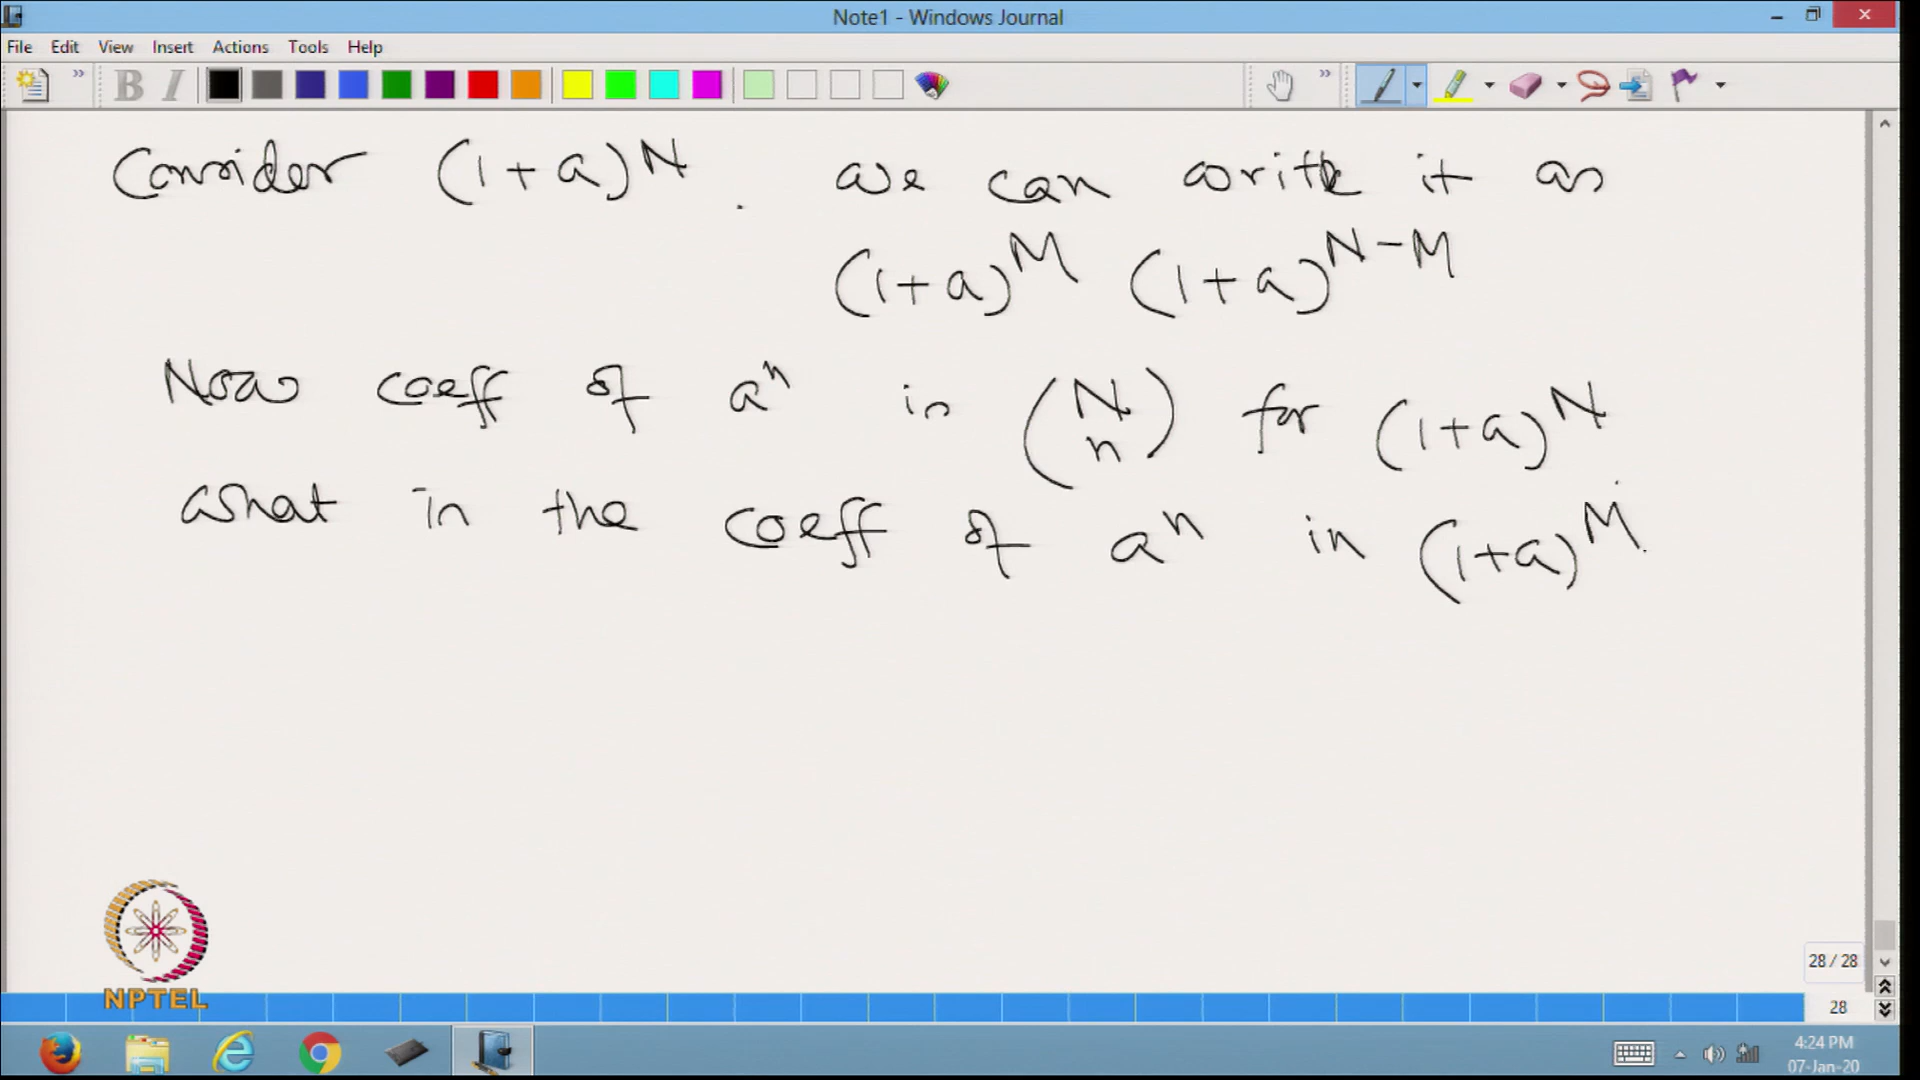 Note1 - Windows Journal
File Edit View Insert Actions Tools Help
B I
Consider (1+a)^N . we can write it as
(1+a)^M (1+a)^{N-M}
Now coeff of a^n is (N n) for (1+a)^N
what is the coeff of a^n in (1+a)^M
28 / 28
NPTEL
28
4:24 PM
07-Jan-20